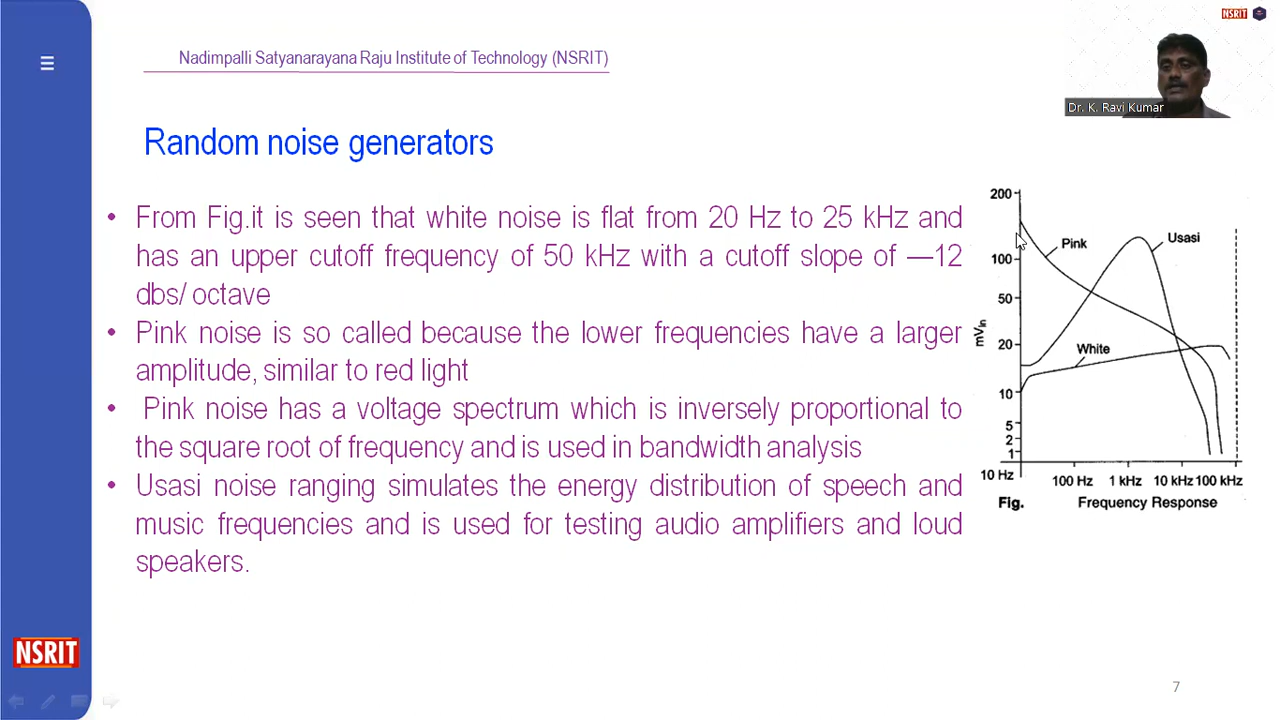 NSRIT
Nadimpalli Satyanarayana Raju Institute of Technology (NSRIT)
Dr. K. Ravi Kumar
Random noise generators
• From Fig.it is seen that white noise is flat from 20 Hz to 25 kHz and
has an upper cutoff frequency of 50 kHz with a cutoff slope of —12
dbs/ octave
• Pink noise is so called because the lower frequencies have a larger
amplitude, similar to red light
• Pink noise has a voltage spectrum which is inversely proportional to
the square root of frequency and is used in bandwidth analysis
• Usasi noise ranging simulates the energy distribution of speech and
music frequencies and is used for testing audio amplifiers and loud
speakers.
200
100
50
20
10
5
2
1
mVin
Pink
Usasi
White
10 Hz
100 Hz 1 kHz 10 kHz 100 kHz
Fig. Frequency Response
NSRIT
7